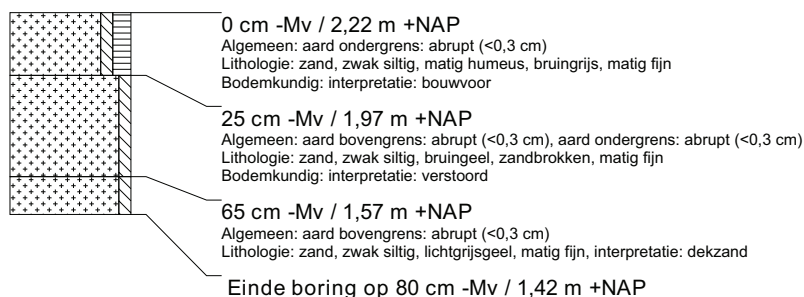 0 cm -Mv / 2,22 m +NAP
Algemeen: aard ondergrens: abrupt (<0,3 cm)
Lithologie: zand, zwak siltig, matig humeus, bruingrijs, matig fijn
Bodemkundig: interpretatie: bouwvoor
25 cm -Mv / 1,97 m +NAP
Algemeen: aard bovengrens: abrupt (<0,3 cm), aard ondergrens: abrupt (<0,3 cm)
Lithologie: zand, zwak siltig, bruingeel, zandbrokken, matig fijn
Bodemkundig: interpretatie: verstoord
65 cm -Mv / 1,57 m +NAP
Algemeen: aard bovengrens: abrupt (<0,3 cm)
Lithologie: zand, zwak siltig, lichtgrijsgeel, matig fijn, interpretatie: dekzand
Einde boring op 80 cm -Mv / 1,42 m +NAP